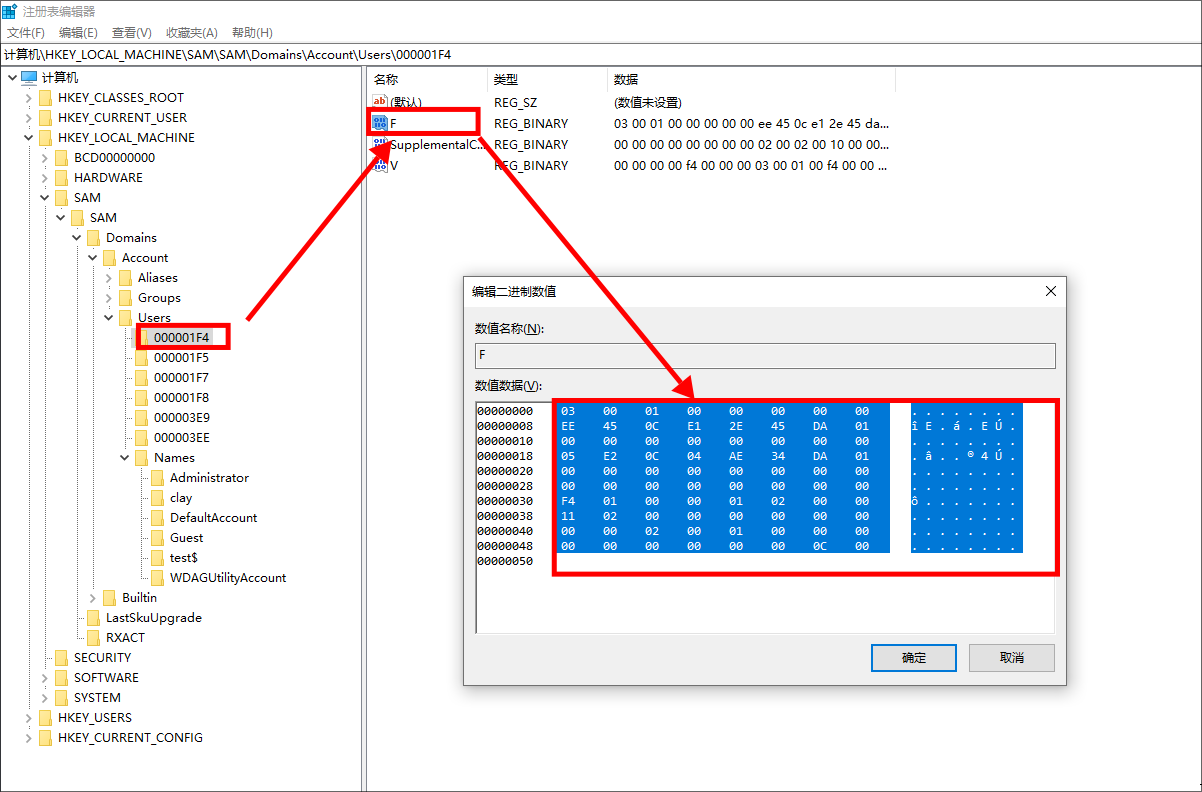 注册表编辑器
文件(F) 编辑(E) 查看(V) 收藏夹(A) 帮助(H)
计算机\HKEY_LOCAL_MACHINE\SAM\SAM\Domains\Account\Users\000001F4
计算机
HKEY_CLASSES_ROOT
HKEY_CURRENT_USER
HKEY_LOCAL_MACHINE
BCD00000000
HARDWARE
SAM
SAM
Domains
Account
Aliases
Groups
Users
000001F4
000001F5
000001F7
000001F8
000003E9
000003EE
Names
Administrator
clay
DefaultAccount
Guest
test$
WDAGUtilityAccount
Builtin
LastSkuUpgrade
RXACT
SECURITY
SOFTWARE
SYSTEM
HKEY_USERS
HKEY_CURRENT_CONFIG
名称 类型 数据
(默认) REG_SZ (数值未设置)
F REG_BINARY 03 00 01 00 00 00 00 00 ee 45 0c e1 2e 45 da...
SupplementalC... REG_BINARY 00 00 00 00 00 00 00 00 02 00 02 00 10 00 00...
V REG_BINARY 00 00 00 00 f4 00 00 00 03 00 01 00 f4 00 00 ...
编辑二进制数值
数值名称(N):
F
数值数据(V):
00000000 03 00 01 00 00 00 00 00 . . . . . . . .
00000008 EE 45 0C E1 2E 45 DA 01 î E . á . E Ú .
00000010 00 00 00 00 00 00 00 00 . . . . . . . .
00000018 05 E2 0C 04 AE 34 DA 01 . â . . ® 4 Ú .
00000020 00 00 00 00 00 00 00 00 . . . . . . . .
00000028 00 00 00 00 00 00 00 00 . . . . . . . .
00000030 F4 01 00 00 01 02 00 00 ô . . . . . . .
00000038 11 02 00 00 00 00 00 00 . . . . . . . .
00000040 00 00 02 00 01 00 00 00 . . . . . . . .
00000048 00 00 00 00 00 00 0C 00 . . . . . . . .
00000050
确定 取消